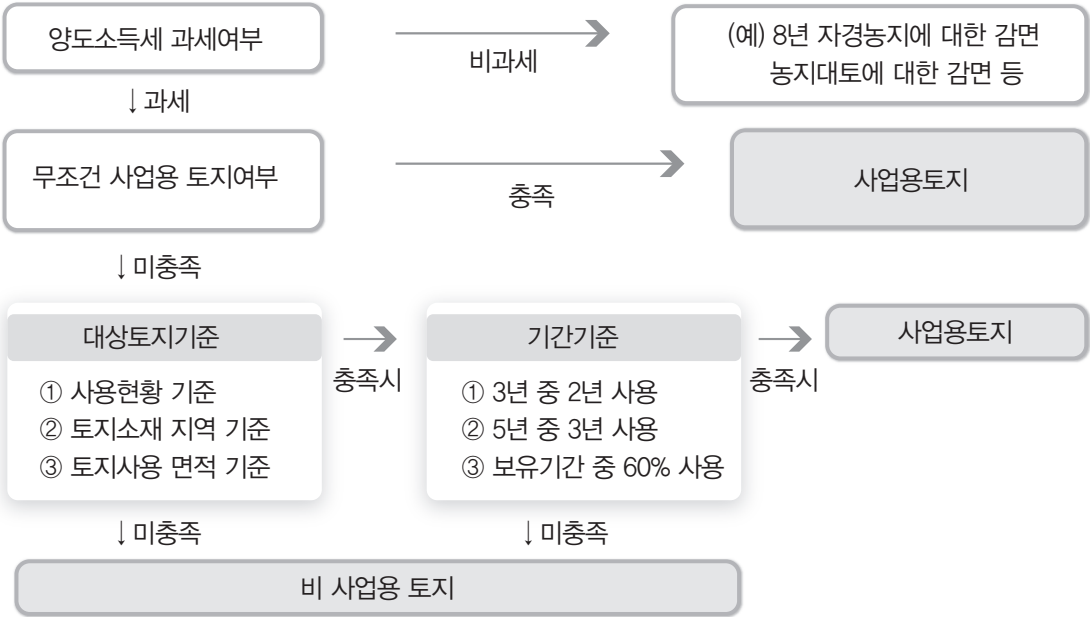 양도소득세 과세여부
비과세
(예) 8년 자경농지에 대한 감면
농지대토에 대한 감면 등
↓과세
무조건 사업용 토지여부
충족
사업용토지
↓미충족
대상토지기준
① 사용현황 기준
② 토지소재 지역 기준
③ 토지사용 면적 기준
충족시
기간기준
① 3년 중 2년 사용
② 5년 중 3년 사용
③ 보유기간 중 60% 사용
충족시
사업용토지
↓미충족
↓미충족
비 사업용 토지